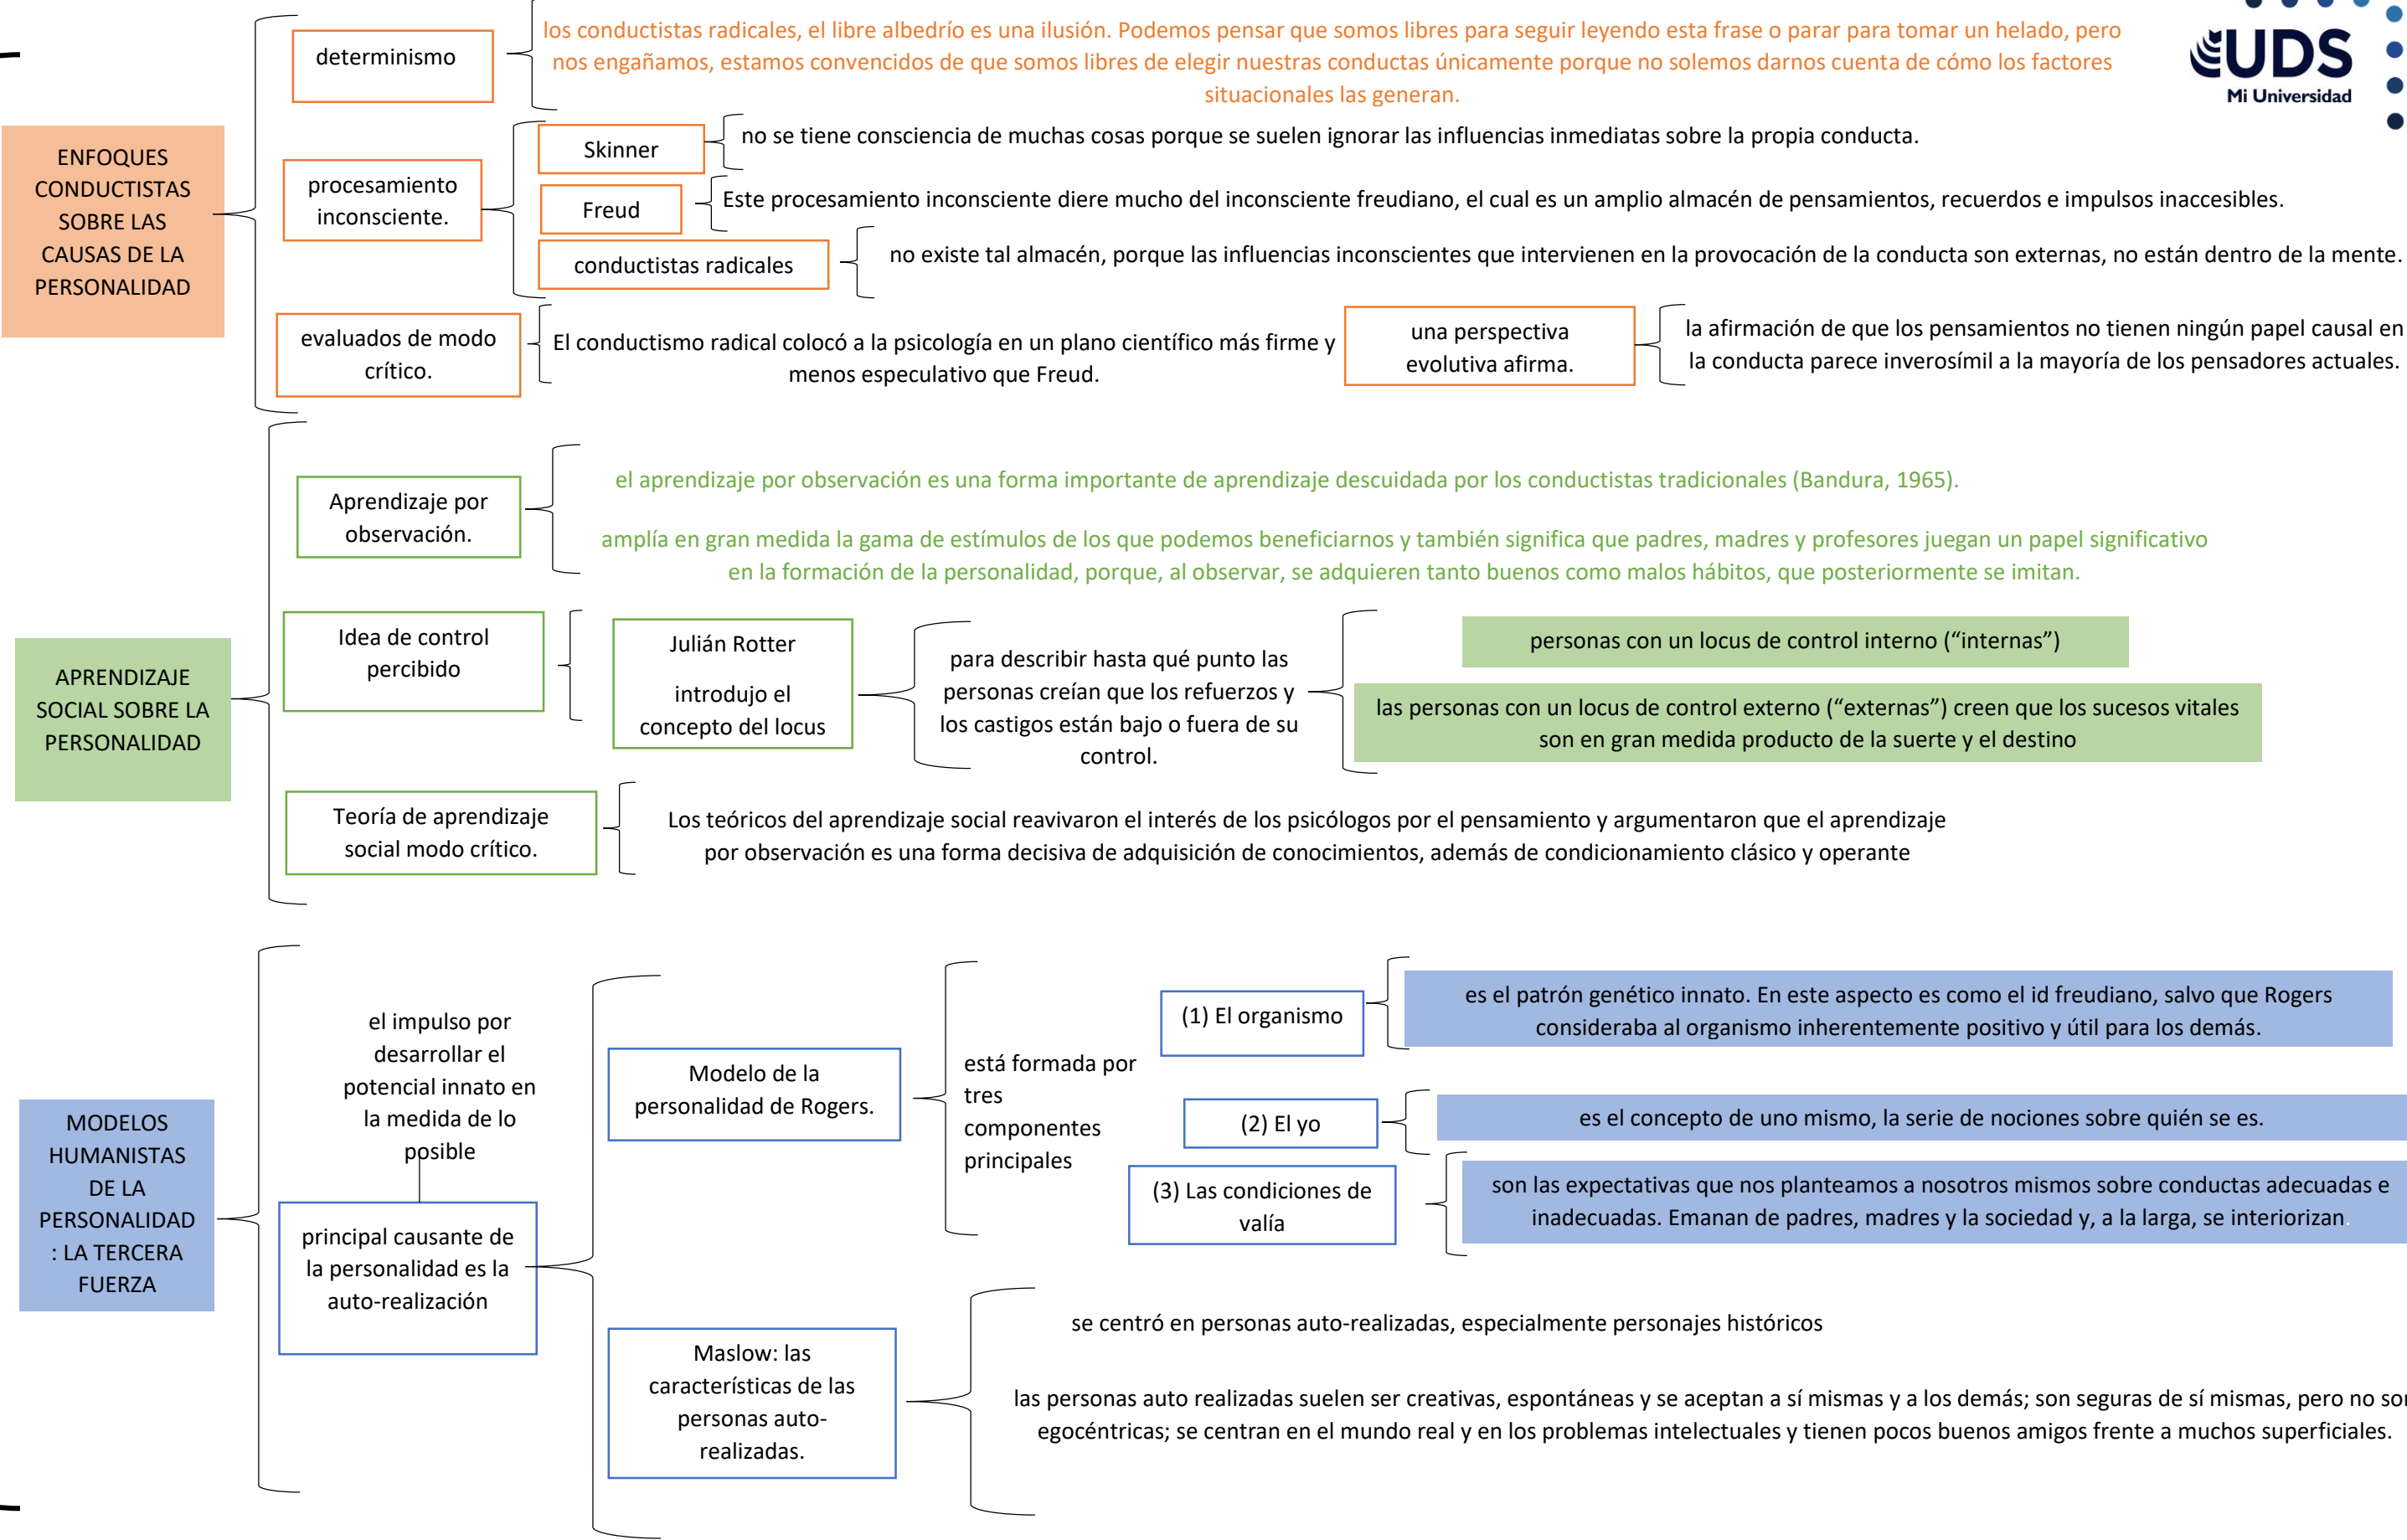 UDS
Mi Universidad
ENFOQUES
CONDUCTISTAS
SOBRE LAS
CAUSAS DE LA
PERSONALIDAD
determinismo
los conductistas radicales, el libre albedrío es una ilusión. Podemos pensar que somos libres para seguir leyendo esta frase o parar para tomar un helado, pero
nos engañamos, estamos convencidos de que somos libres de elegir nuestras conductas únicamente porque no solemos darnos cuenta de cómo los factores
situacionales las generan.
procesamiento
inconsciente.
Skinner
no se tiene consciencia de muchas cosas porque se suelen ignorar las influencias inmediatas sobre la propia conducta.
Freud
Este procesamiento inconsciente diere mucho del inconsciente freudiano, el cual es un amplio almacén de pensamientos, recuerdos e impulsos inaccesibles.
conductistas radicales
no existe tal almacén, porque las influencias inconscientes que intervienen en la provocación de la conducta son externas, no están dentro de la mente.
evaluados de modo
crítico.
El conductismo radical colocó a la psicología en un plano científico más firme y
menos especulativo que Freud.
una perspectiva
evolutiva afirma.
la afirmación de que los pensamientos no tienen ningún papel causal en
la conducta parece inverosímil a la mayoría de los pensadores actuales.
APRENDIZAJE
SOCIAL SOBRE LA
PERSONALIDAD
Aprendizaje por
observación.
el aprendizaje por observación es una forma importante de aprendizaje descuidada por los conductistas tradicionales (Bandura, 1965).
amplía en gran medida la gama de estímulos de los que podemos beneficiarnos y también significa que padres, madres y profesores juegan un papel significativo
en la formación de la personalidad, porque, al observar, se adquieren tanto buenos como malos hábitos, que posteriormente se imitan.
Idea de control
percibido
Julián Rotter
introdujo el
concepto del locus
para describir hasta qué punto las
personas creían que los refuerzos y
los castigos están bajo o fuera de su
control.
personas con un locus de control interno (“internas”)
las personas con un locus de control externo (“externas”) creen que los sucesos vitales
son en gran medida producto de la suerte y el destino
Teoría de aprendizaje
social modo crítico.
Los teóricos del aprendizaje social reavivaron el interés de los psicólogos por el pensamiento y argumentaron que el aprendizaje
por observación es una forma decisiva de adquisición de conocimientos, además de condicionamiento clásico y operante
MODELOS
HUMANISTAS
DE LA
PERSONALIDAD
: LA TERCERA
FUERZA
el impulso por
desarrollar el
potencial innato en
la medida de lo
posible
principal causante de
la personalidad es la
auto-realización
Modelo de la
personalidad de Rogers.
está formada por
tres
componentes
principales
(1) El organismo
es el patrón genético innato. En este aspecto es como el id freudiano, salvo que Rogers
consideraba al organismo inherentemente positivo y útil para los demás.
(2) El yo
es el concepto de uno mismo, la serie de nociones sobre quién se es.
(3) Las condiciones de
valía
son las expectativas que nos planteamos a nosotros mismos sobre conductas adecuadas e
inadecuadas. Emanan de padres, madres y la sociedad y, a la larga, se interiorizan.
Maslow: las
características de las
personas auto-
realizadas.
se centró en personas auto-realizadas, especialmente personajes históricos
las personas auto realizadas suelen ser creativas, espontáneas y se aceptan a sí mismas y a los demás; son seguras de sí mismas, pero no son
egocéntricas; se centran en el mundo real y en los problemas intelectuales y tienen pocos buenos amigos frente a muchos superficiales.